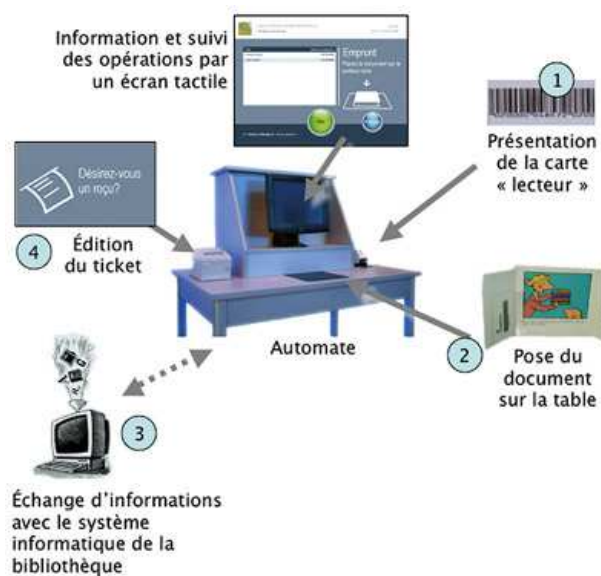 Information et suivi
des opérations par
un écran tactile
Emprunt
1
Présentation
de la carte
« lecteur »
Désirez-vous
un reçu?
4
Édition
du ticket
Automate
2
Pose du
document
sur la table
3
Échange d'informations
avec le système
informatique de la
bibliothèque